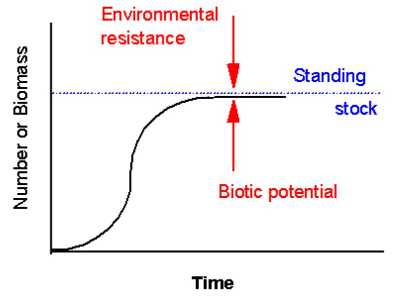 Environmental
resistance
Standing
stock
Biotic potential
Number or Biomass
Time